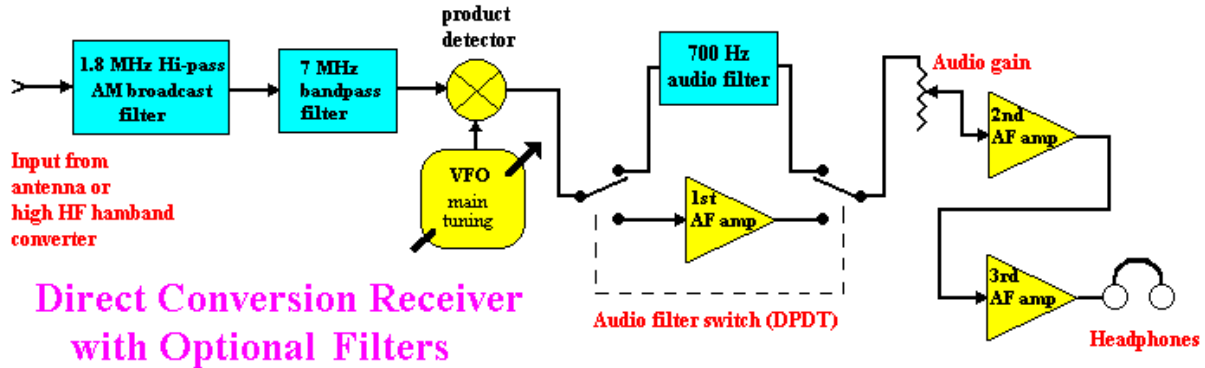 product
detector
1.8 MHz Hi-pass
AM broadcast
filter
7 MHz
bandpass
filter
700 Hz
audio filter
Audio gain
2nd
AF amp
Input from
antenna or
high HF hamband
converter
VFO
main
tuning
1st
AF amp
3rd
AF amp
Direct Conversion Receiver
with Optional Filters
Audio filter switch (DPDT)
Headphones